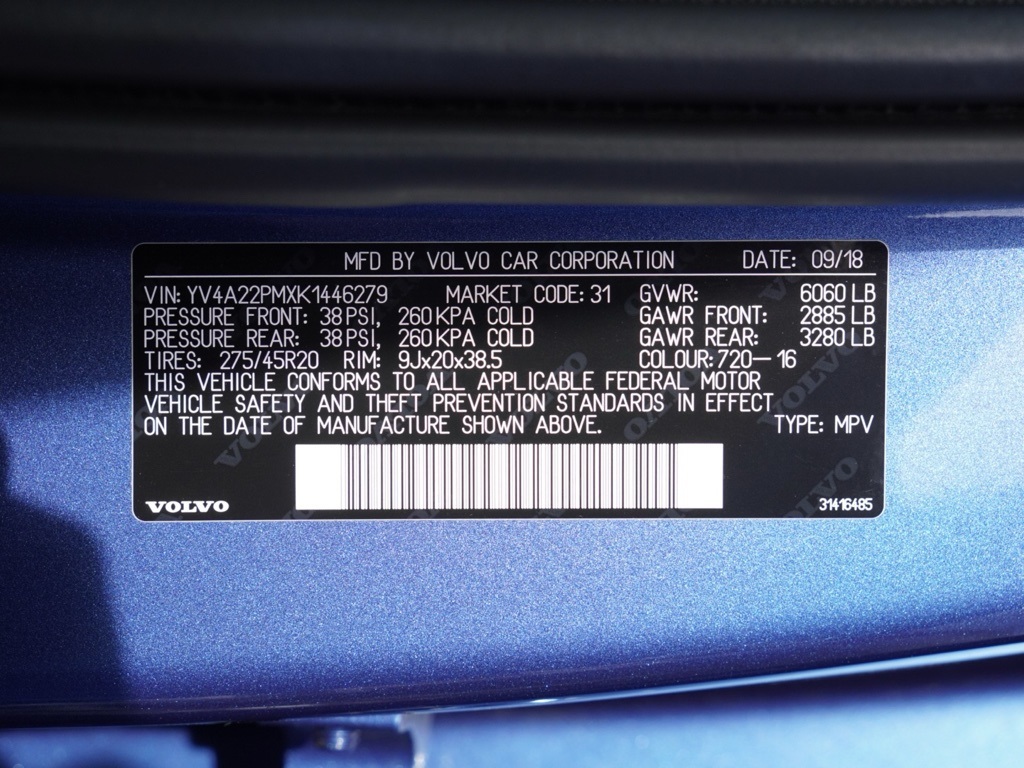 MFD BY VOLVO CAR CORPORATION DATE: 09/18
VIN: YV4A22PMXK1446279 MARKET CODE: 31 GVWR: 6060 LB
PRESSURE FRONT: 38 PSI, 260 KPA COLD GAWR FRONT: 2885 LB
PRESSURE REAR: 38 PSI, 260 KPA COLD GAWR REAR: 3280 LB
TIRES: 275/45R20 RIM: 9Jx20x38.5 COLOUR: 720-16
THIS VEHICLE CONFORMS TO ALL APPLICABLE FEDERAL MOTOR
VEHICLE SAFETY AND THEFT PREVENTION STANDARDS IN EFFECT
ON THE DATE OF MANUFACTURE SHOWN ABOVE. TYPE: MPV
VOLVO 31416485